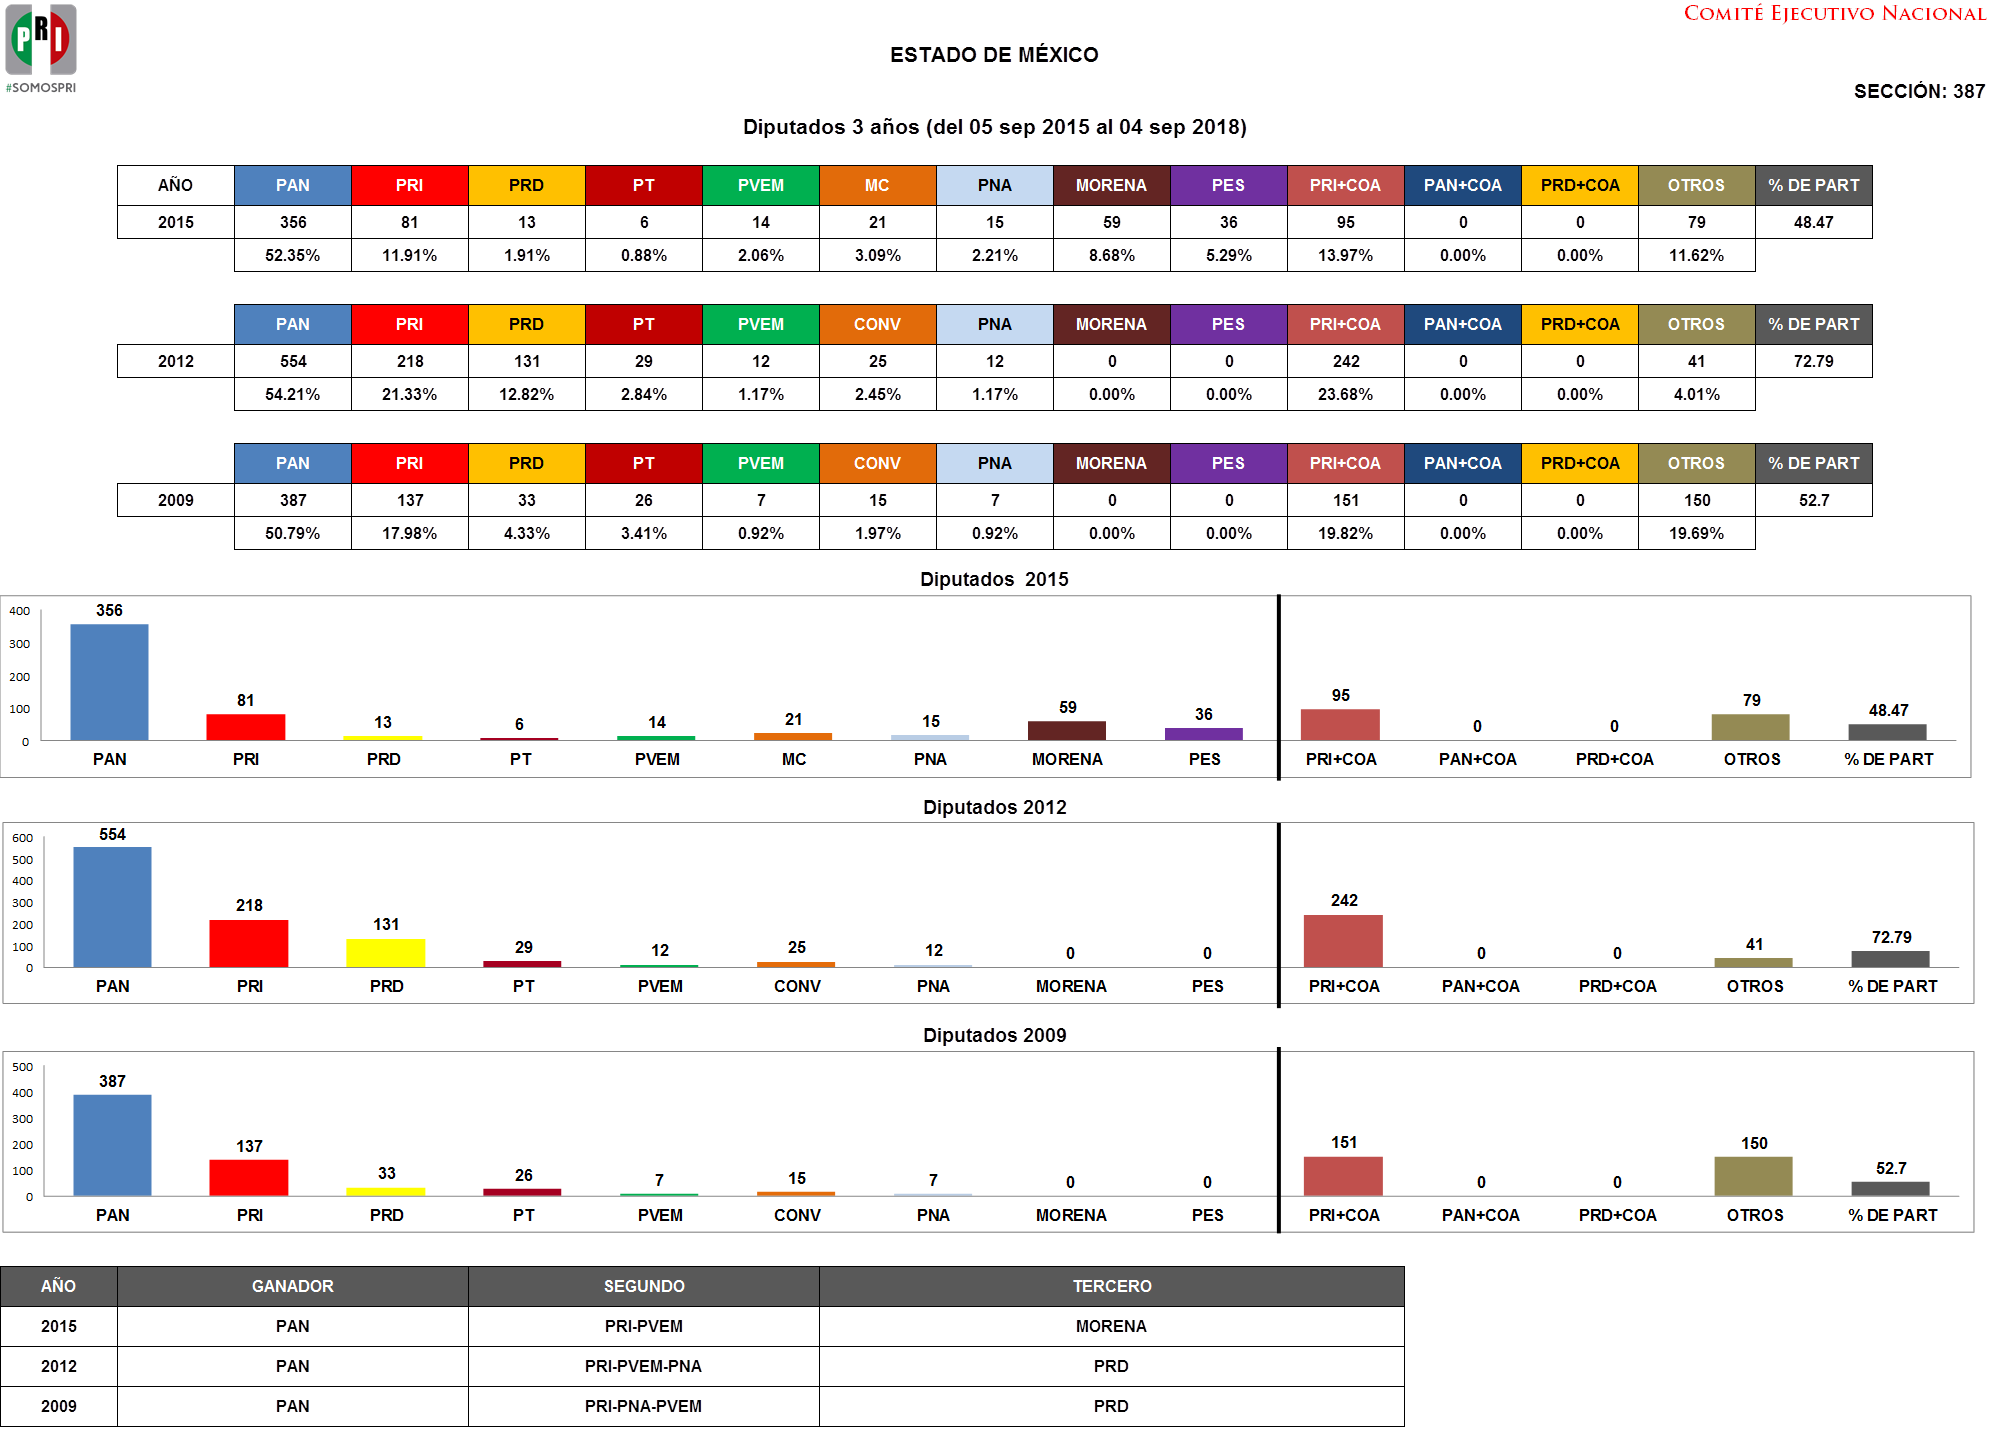 PRI
#SOMOSPRI
COMITÉ EJECUTIVO NACIONAL
ESTADO DE MÉXICO
SECCIÓN: 387
Diputados 3 años (del 05 sep 2015 al 04 sep 2018)
AÑO PAN PRI PRD PT PVEM MC PNA MORENA PES PRI+COA PAN+COA PRD+COA OTROS % DE PART
2015 356 81 13 6 14 21 15 59 36 95 0 0 79 48.47
52.35% 11.91% 1.91% 0.88% 2.06% 3.09% 2.21% 8.68% 5.29% 13.97% 0.00% 0.00% 11.62%
PAN PRI PRD PT PVEM CONV PNA MORENA PES PRI+COA PAN+COA PRD+COA OTROS % DE PART
2012 554 218 131 29 12 25 12 0 0 242 0 0 41 72.79
54.21% 21.33% 12.82% 2.84% 1.17% 2.45% 1.17% 0.00% 0.00% 23.68% 0.00% 0.00% 4.01%
PAN PRI PRD PT PVEM CONV PNA MORENA PES PRI+COA PAN+COA PRD+COA OTROS % DE PART
2009 387 137 33 26 7 15 7 0 0 151 0 0 150 52.7
50.79% 17.98% 4.33% 3.41% 0.92% 1.97% 0.92% 0.00% 0.00% 19.82% 0.00% 0.00% 19.69%
Diputados 2015
400
300
200
100
0
356 81 13 6 14 21 15 59 36 95 0 0 79 48.47
PAN PRI PRD PT PVEM MC PNA MORENA PES PRI+COA PAN+COA PRD+COA OTROS % DE PART
Diputados 2012
600
500
400
300
200
100
0
554 218 131 29 12 25 12 0 0 242 0 0 41 72.79
PAN PRI PRD PT PVEM CONV PNA MORENA PES PRI+COA PAN+COA PRD+COA OTROS % DE PART
Diputados 2009
500
400
300
200
100
0
387 137 33 26 7 15 7 0 0 151 0 0 150 52.7
PAN PRI PRD PT PVEM CONV PNA MORENA PES PRI+COA PAN+COA PRD+COA OTROS % DE PART
AÑO GANADOR SEGUNDO TERCERO
2015 PAN PRI-PVEM MORENA
2012 PAN PRI-PVEM-PNA PRD
2009 PAN PRI-PNA-PVEM PRD